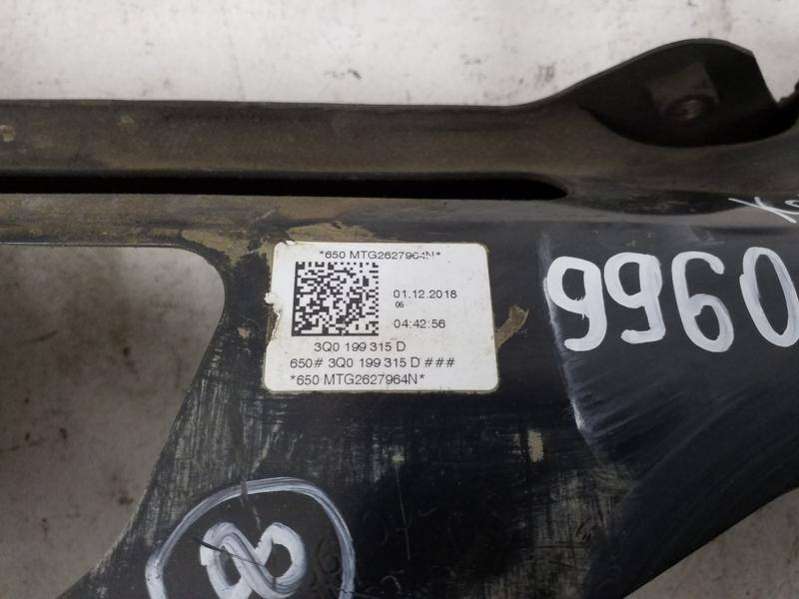 *650 MTG2627964N*
01.12.2018
06
04:42:56
3Q0 199 315 D
650# 3Q0 199 315 D ###
*650 MTG2627964N*
9960
8